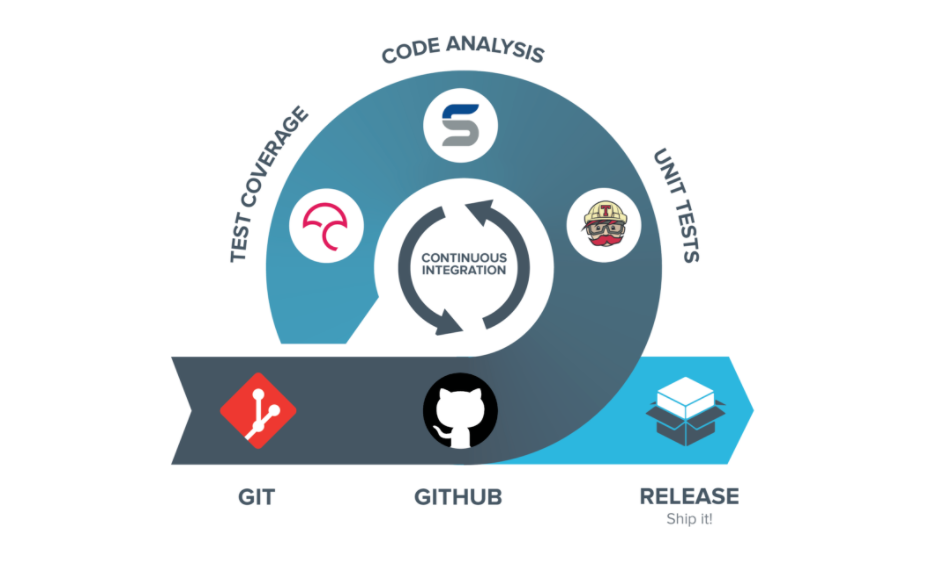 CODE ANALYSIS
TEST COVERAGE
UNIT TESTS
T
CONTINUOUS
INTEGRATION
GIT
GITHUB
RELEASE
Ship it!